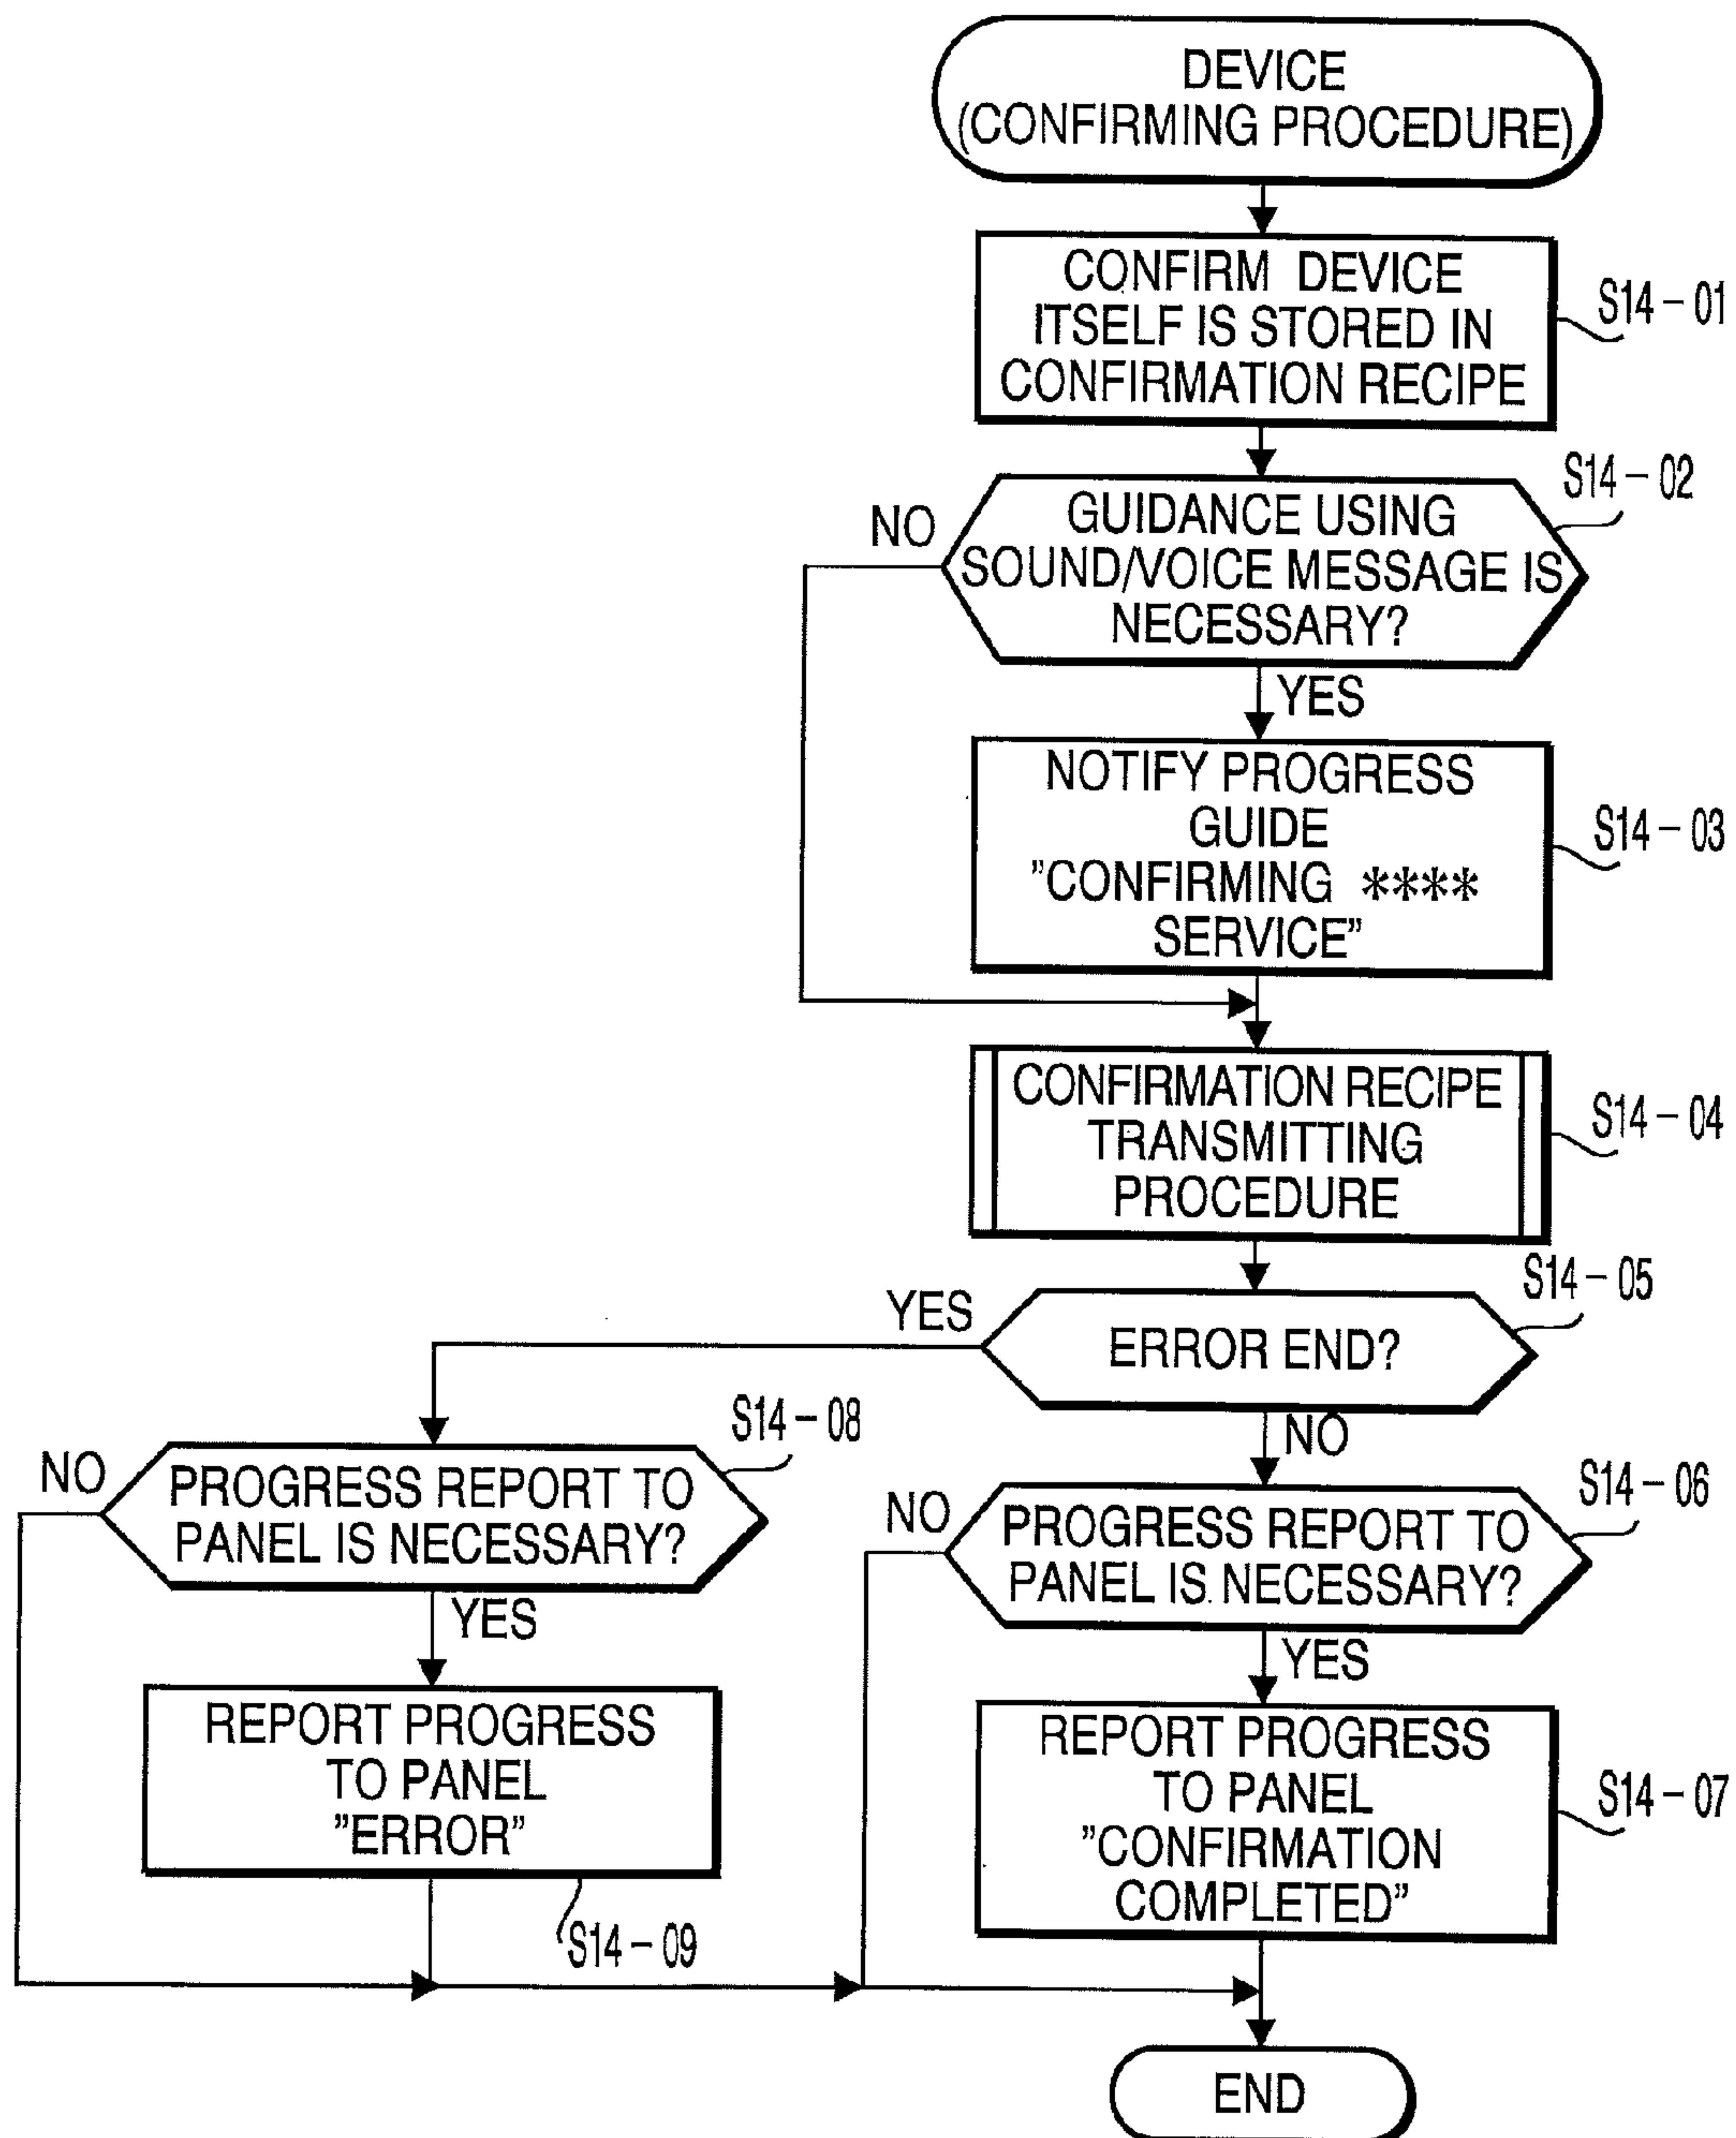 DEVICE
(CONFIRMING PROCEDURE)
CONFIRM DEVICE
ITSELF IS STORED IN
CONFIRMATION RECIPE
S14-01
S14-02
NO
GUIDANCE USING
SOUND/VOICE MESSAGE IS
NECESSARY?
YES
NOTIFY PROGRESS
GUIDE
"CONFIRMING ****
SERVICE"
S14-03
CONFIRMATION RECIPE
TRANSMITTING
PROCEDURE
S14-04
S14-05
YES
ERROR END?
NO
S14-08
NO
PROGRESS REPORT TO
PANEL IS NECESSARY?
YES
REPORT PROGRESS
TO PANEL
"ERROR"
S14-09
S14-06
NO
PROGRESS REPORT TO
PANEL IS NECESSARY?
YES
REPORT PROGRESS
TO PANEL
"CONFIRMATION
COMPLETED"
S14-07
END